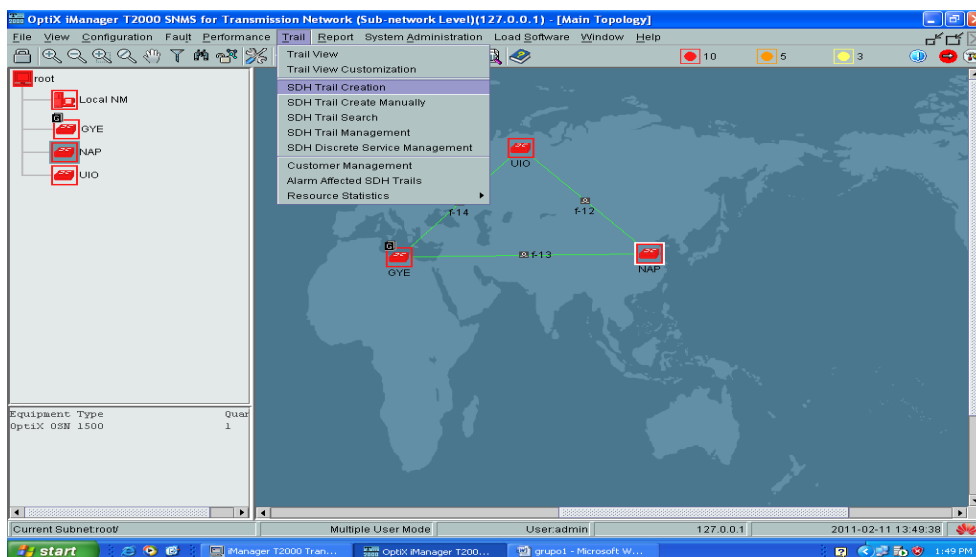 OptiX iManager T2000 SNMS for Transmission Network (Sub-network Level)(127.0.0.1) - [Main Topology]
File View Configuration Fault Performance Trail Report System Administration Load Software Window Help
10 5 3
root
Local NM
G
GYE
NAP
UIO
Trail View
Trail View Customization
SDH Trail Creation
SDH Trail Create Manually
SDH Trail Search
SDH Trail Management
SDH Discrete Service Management
Customer Management
Alarm Affected SDH Trails
Resource Statistics
UIO
f-14
f-12
G
f-13
GYE
NAP
Equipment Type Quan
OptiX OSN 1500 1
Current Subnet:root/ Multiple User Mode User:admin 127.0.0.1 2011-02-11 13:49:38
start iManager T2000 Tran... OptiX iManager T200... grupo1 - Microsoft W... 1:49 PM